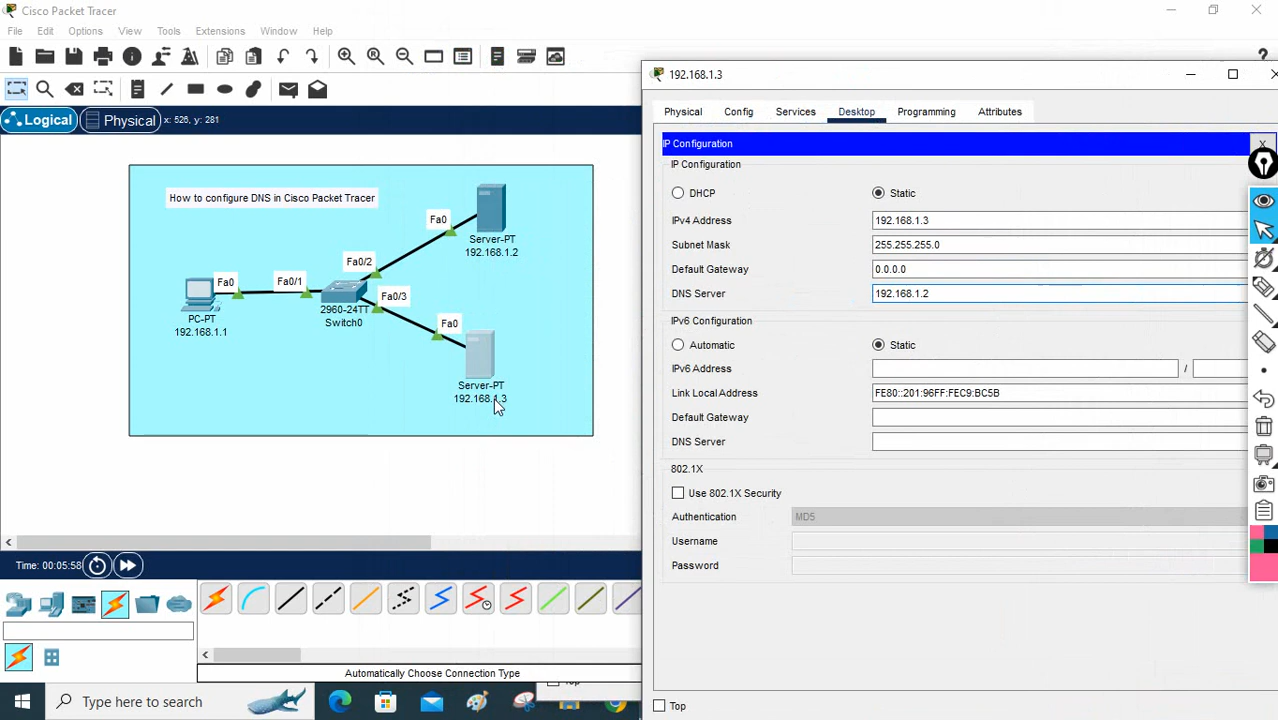 Cisco Packet Tracer
File Edit Options View Tools Extensions Window Help
Logical Physical x: 526, y: 281
How to configure DNS in Cisco Packet Tracer
Fa0
Server-PT
192.168.1.2
Fa0/2
Fa0
Fa0/1
PC-PT
192.168.1.1
2960-24TT
Switch0
Fa0/3
Fa0
Server-PT
192.168.1.3
Time: 00:05:58
Automatically Choose Connection Type
192.168.1.3
Physical Config Services Desktop Programming Attributes
IP Configuration X
IP Configuration
DHCP Static
IPv4 Address 192.168.1.3
Subnet Mask 255.255.255.0
Default Gateway 0.0.0.0
DNS Server 192.168.1.2
IPv6 Configuration
Automatic Static
IPv6 Address /
Link Local Address FE80::201:96FF:FEC9:BC5B
Default Gateway
DNS Server
802.1X
Use 802.1X Security
Authentication MD5
Username
Password
Top
Type here to search